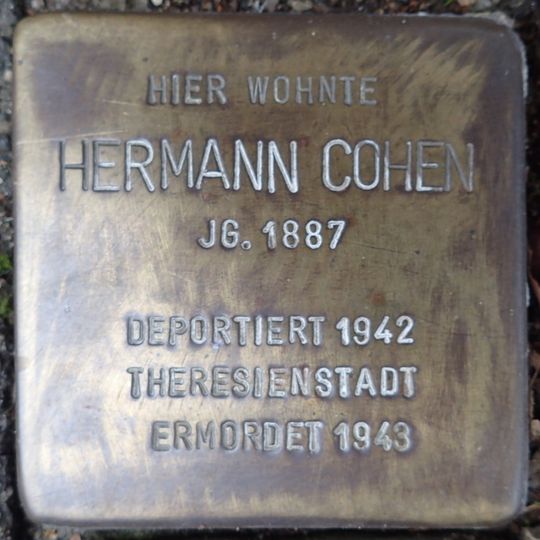 HIER WOHNTE
HERMANN COHEN
JG. 1887
DEPORTIERT 1942
THERESIENSTADT
ERMORDET 1943